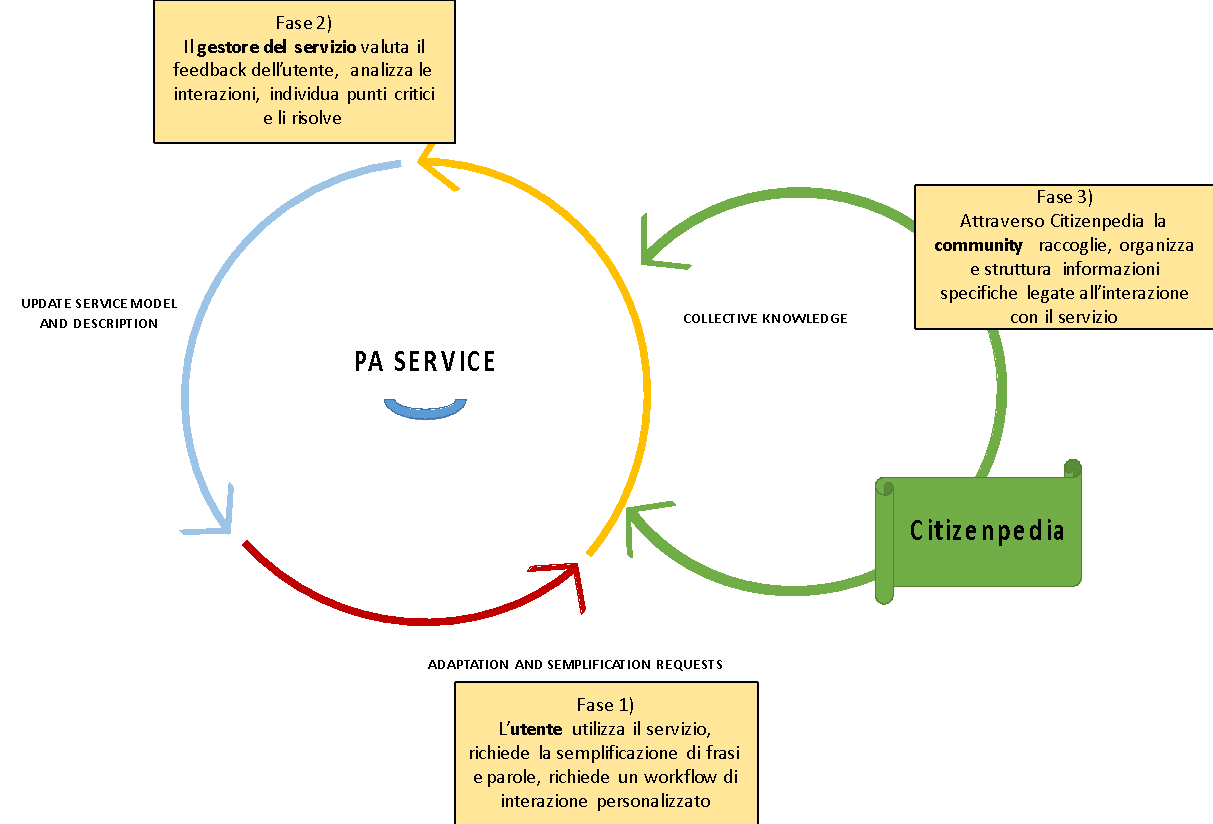 Fase 2)
Il gestore del servizio valuta il
feedback dell'utente, analizza le
interazioni, individua punti critici
e li risolve
Fase 3)
Attraverso Citizenpedia la
community raccoglie, organizza
e struttura informazioni
specifiche legate all'interazione
con il servizio
UPDATE SERVICE MODEL
AND DESCRIPTION
COLLECTIVE KNOWLEDGE
PA SERVICE
Citizenpedia
ADAPTATION AND SEMPLIFICATION REQUESTS
Fase 1)
L'utente utilizza il servizio,
richiede la semplificazione di frasi
e parole, richiede un workflow di
interazione personalizzato